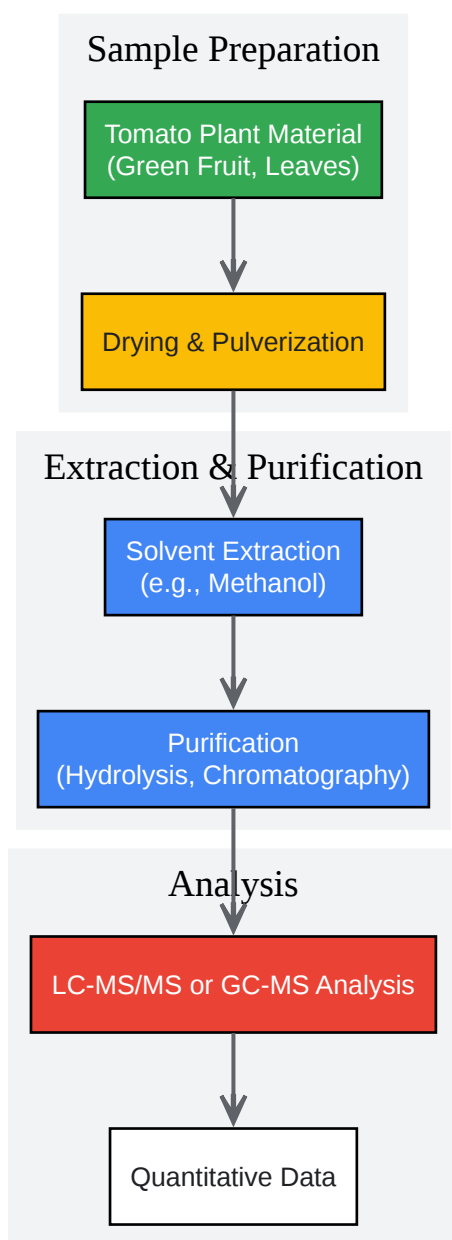 Sample Preparation
Tomato Plant Material
(Green Fruit, Leaves)
Drying & Pulverization
Extraction & Purification
Solvent Extraction
(e.g., Methanol)
Purification
(Hydrolysis, Chromatography)
Analysis
LC-MS/MS or GC-MS Analysis
Quantitative Data